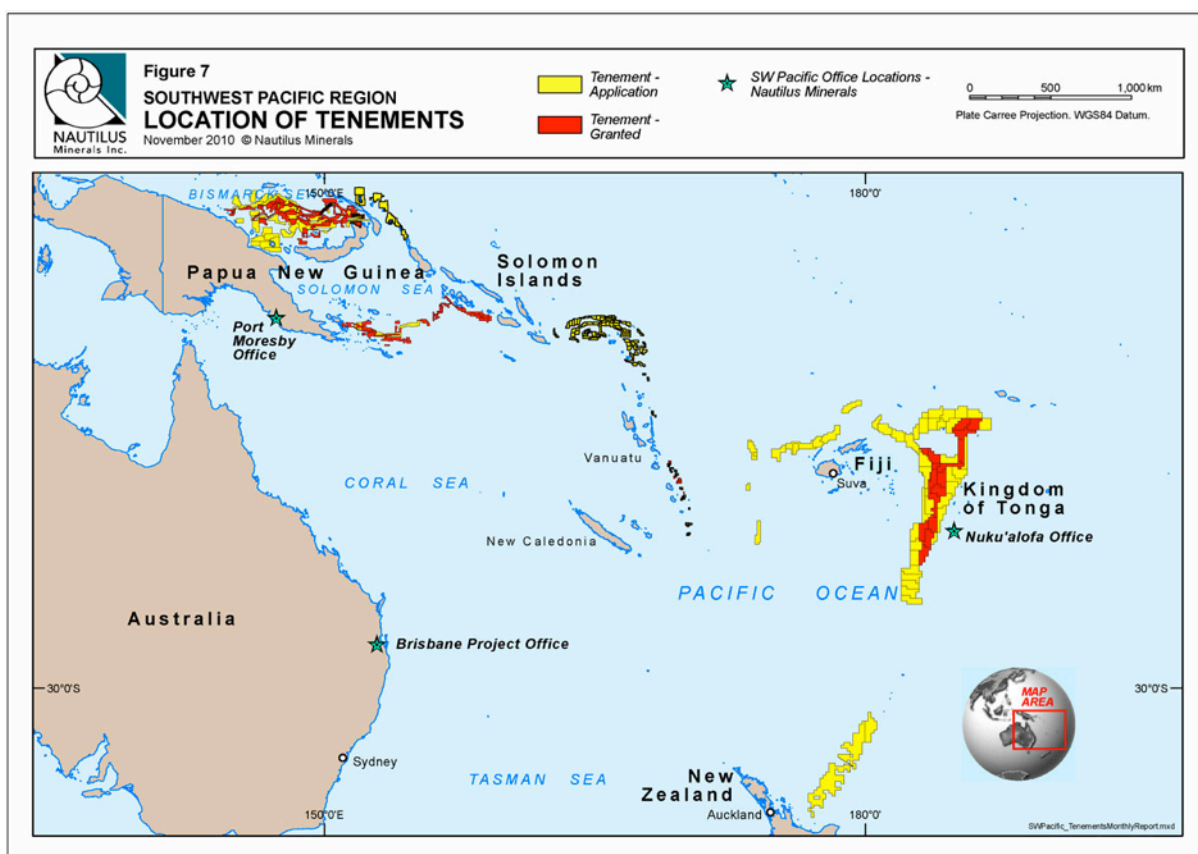 NAUTILUS
Minerals Inc.
Figure 7
SOUTHWEST PACIFIC REGION
LOCATION OF TENEMENTS
November 2010 © Nautilus Minerals
Tenement -
Application
Tenement -
Granted
SW Pacific Office Locations -
Nautilus Minerals
0 500 1,000 km
Plate Carree Projection. WGS84 Datum.
150°0'E
180°0'
BISMARCK SE
Papua New Guinea
SOLOMON SEA
Solomon
Islands
Port
Moresby
Office
Vanuatu
Fiji
Suva
CORAL SEA
Kingdom
of Tonga
New Caledonia
Nuku'alofa Office
PACIFIC OCEAN
Australia
Brisbane Project Office
30°0'S
30°0'S
MAP
AREA
Sydney
TASMAN SEA
New
Zealand
Auckland
150°0'E
180°0'
SWPacific_TenementsMonthlyReport.mxd